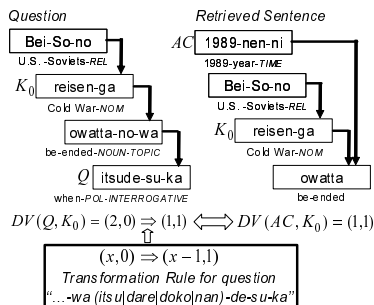 Question
Retrieved Sentence
Bei-So-no
U.S. -Soviets-REL
K0 reisen-ga
Cold War-NOM
owatta-no-wa
be-ended-NOUN-TOPIC
Q itsude-su-ka
when-POL-INTERROGATIVE
AC 1989-nen-ni
1989-year-TIME
Bei-So-no
U.S. -Soviets-REL
K0 reisen-ga
Cold War-NOM
owatta
be-ended
DV(Q, K0) = (2,0) ⇒ (1,1) ⇔ DV(AC, K0) = (1,1)
(x,0) ⇒ (x−1,1)
Transformation Rule for question
“...-wa (itsu|dare|doko|nan)-de-su-ka”